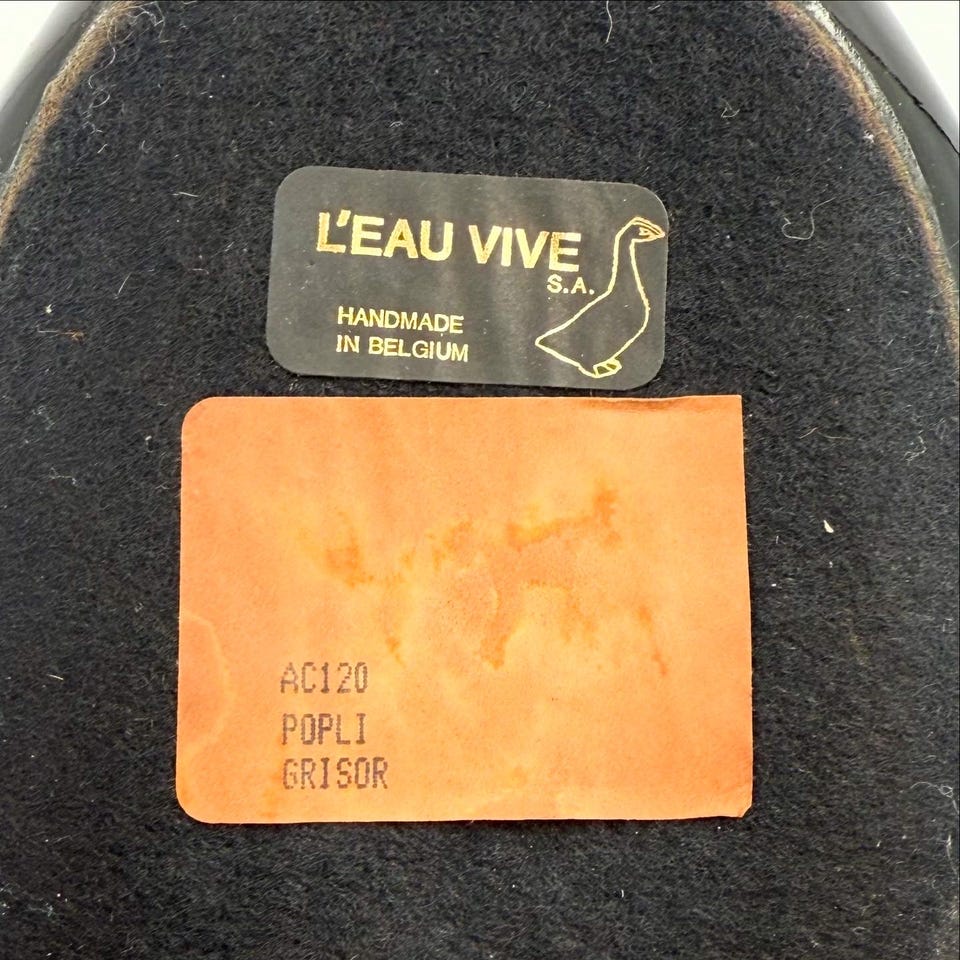 L'EAU VIVE
S.A.
HANDMADE
IN BELGIUM
AC120
POPLI
GRISOR